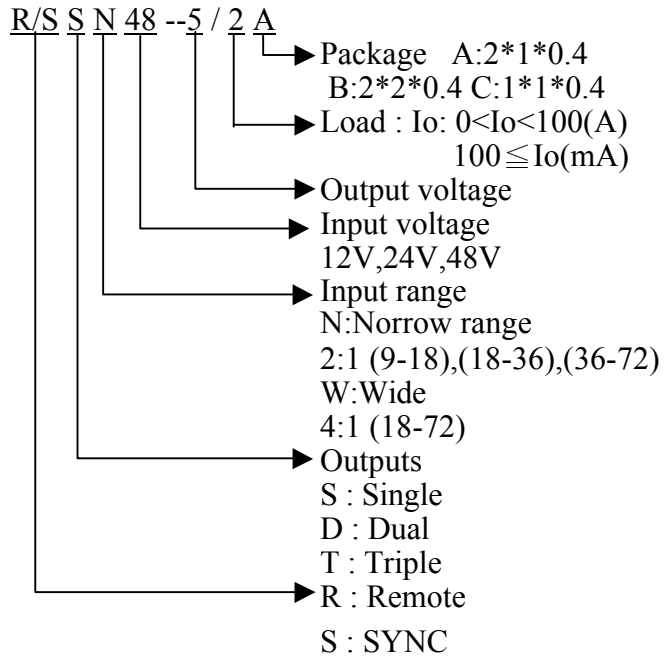 R/S S N 48 --5 / 2 A
Package A:2*1*0.4
B:2*2*0.4 C:1*1*0.4
Load : Io: 0<Io<100(A)
100≦Io(mA)
Output voltage
Input voltage
12V,24V,48V
Input range
N:Norrow range
2:1 (9-18),(18-36),(36-72)
W:Wide
4:1 (18-72)
Outputs
S : Single
D : Dual
T : Triple
R : Remote
S : SYNC